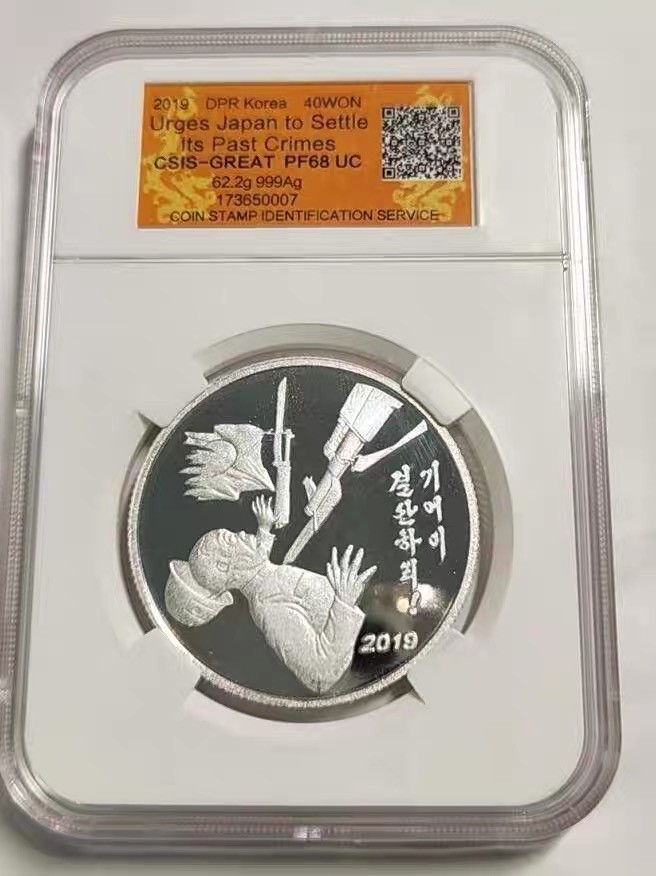 2019 DPR Korea 40WON
Urges Japan to Settle
Its Past Crimes
CSIS-GREAT PF68 UC
62.2g 999Ag
173650007
COIN STAMP IDENTIFICATION SERVICE
기어이
결산하리!
2019